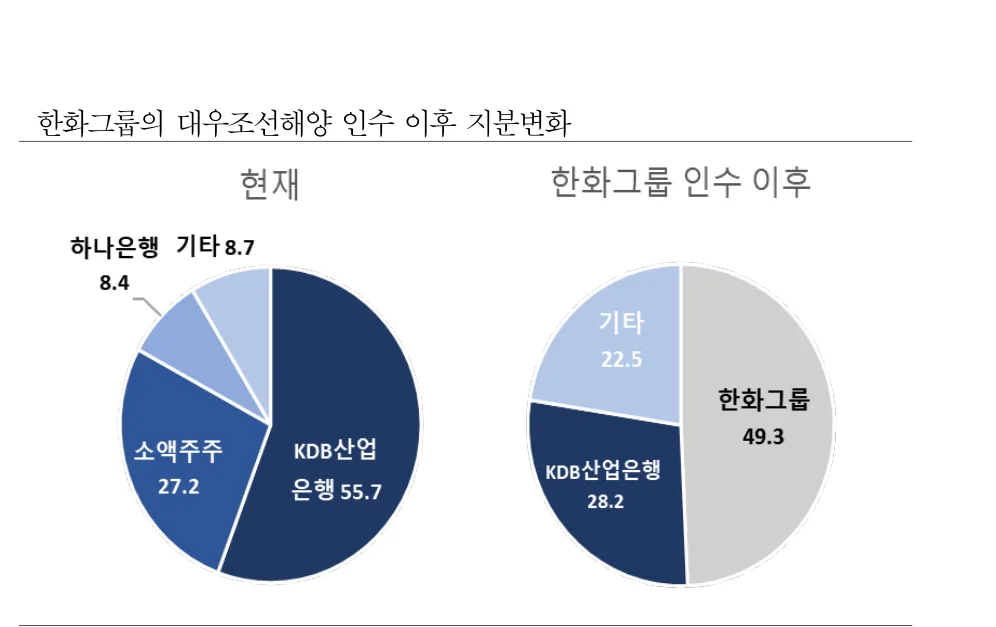 한화그룹의 대우조선해양 인수 이후 지분변화
현재
하나은행
8.4
기타 8.7
소액주주
27.2
KDB산업
은행 55.7
한화그룹 인수 이후
기타
22.5
한화그룹
49.3
KDB산업은행
28.2